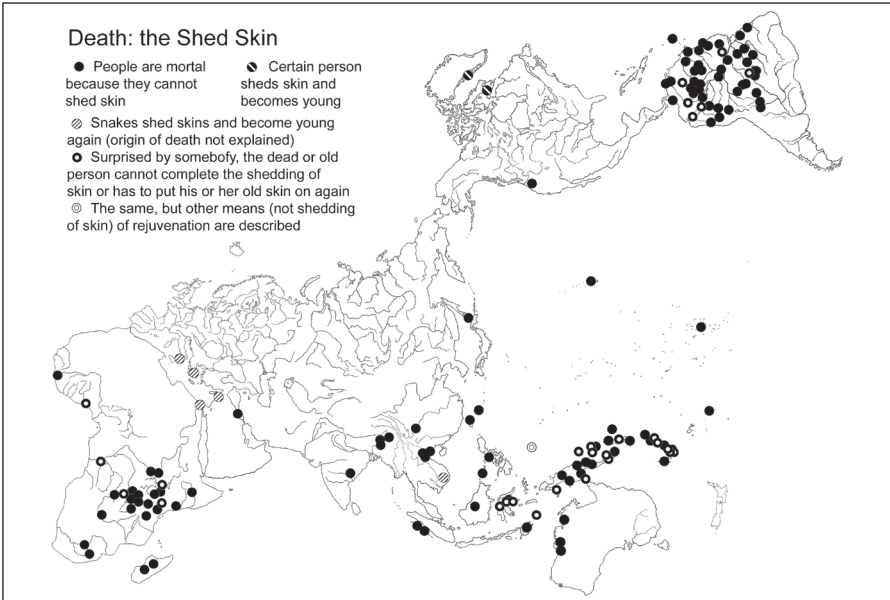 Death: the Shed Skin
People are mortal
because they cannot
shed skin
Certain person
sheds skin and
becomes young
Snakes shed skins and become young
again (origin of death not explained)
Surprised by somebofy, the dead or old
person cannot complete the shedding of
skin or has to put his or her old skin on again
The same, but other means (not shedding
of skin) of rejuvenation are described